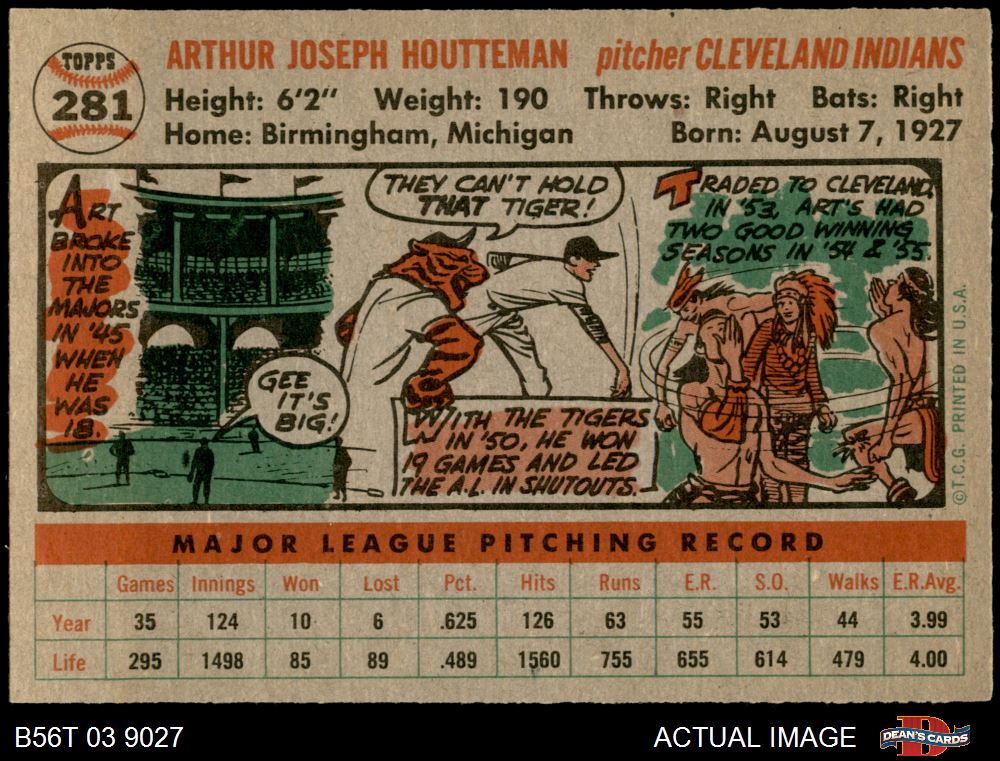 TOPPS
281
ARTHUR JOSEPH HOUTTEMAN pitcher CLEVELAND INDIANS
Height: 6'2" Weight: 190 Throws: Right Bats: Right
Home: Birmingham, Michigan Born: August 7, 1927
ART
BROKE
INTO
THE
MAJORS
IN '45
WHEN
HE
WAS
18
GEE
IT'S
BIG!
THEY CAN'T HOLD
THAT TIGER!
WITH THE TIGERS
IN '50, HE WON
19 GAMES AND LED
THE A.L. IN SHUTOUTS.
TRADED TO CLEVELAND,
IN '53, ART'S HAD
TWO GOOD WINNING
SEASONS IN '54 & '55.
©T.C.G. PRINTED IN U.S.A.
MAJOR LEAGUE PITCHING RECORD
Games Innings Won Lost Pct. Hits Runs E.R. S.O. Walks E.R.Avg.
Year 35 124 10 6 .625 126 63 55 53 44 3.99
Life 295 1498 85 89 .489 1560 755 655 614 479 4.00
B56T 03 9027 ACTUAL IMAGE DEAN'S CARDS